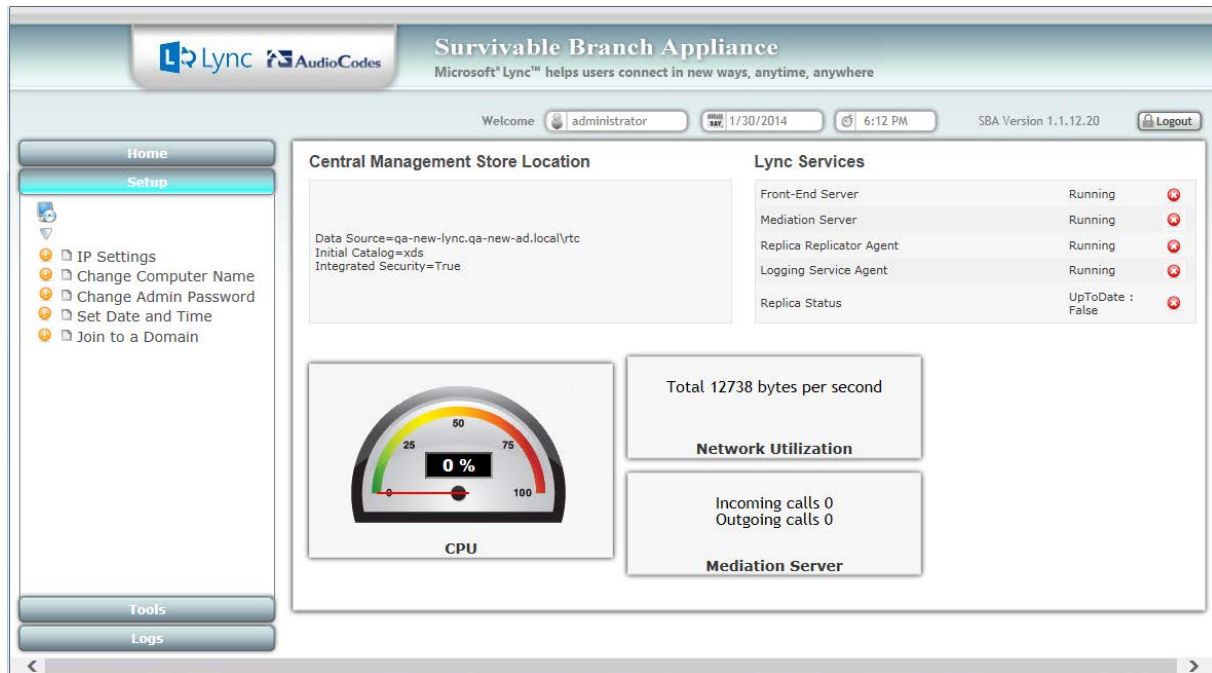 Lync AudioCodes
Survivable Branch Appliance
Microsoft® Lync™ helps users connect in new ways, anytime, anywhere
Welcome administrator DAY 1/30/2014 6:12 PM SBA Version 1.1.12.20 Logout
Home
Setup
IP Settings
Change Computer Name
Change Admin Password
Set Date and Time
Join to a Domain
Tools
Logs
Central Management Store Location
Data Source=qa-new-lync.qa-new-ad.local\rtc
Initial Catalog=xds
Integrated Security=True
Lync Services
Front-End Server Running
Mediation Server Running
Replica Replicator Agent Running
Logging Service Agent Running
Replica Status UpToDate :
False
0
25
50
75
100
0 %
CPU
Total 12738 bytes per second
Network Utilization
Incoming calls 0
Outgoing calls 0
Mediation Server